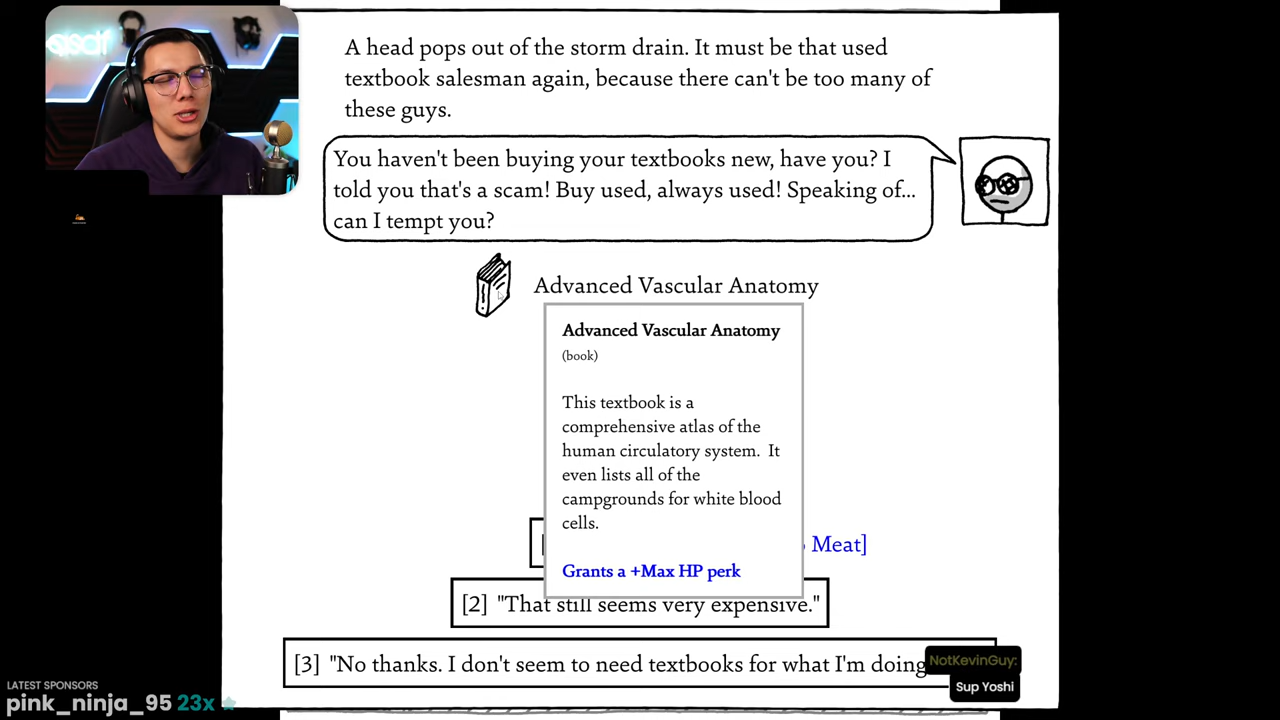 A head pops out of the storm drain. It must be that used
textbook salesman again, because there can't be too many of
these guys.
You haven't been buying your textbooks new, have you? I
told you that's a scam! Buy used, always used! Speaking of...
can I tempt you?
Advanced Vascular Anatomy
Advanced Vascular Anatomy
(book)
This textbook is a
comprehensive atlas of the
human circulatory system. It
even lists all of the
campgrounds for white blood
cells.
Grants a +Max HP perk
Meat]
[2] "That still seems very expensive."
[3] "No thanks. I don't seem to need textbooks for what I'm doing
NotKevinGuy:
Sup Yoshi
LATEST SPONSORS
pink_ninja_95 23x